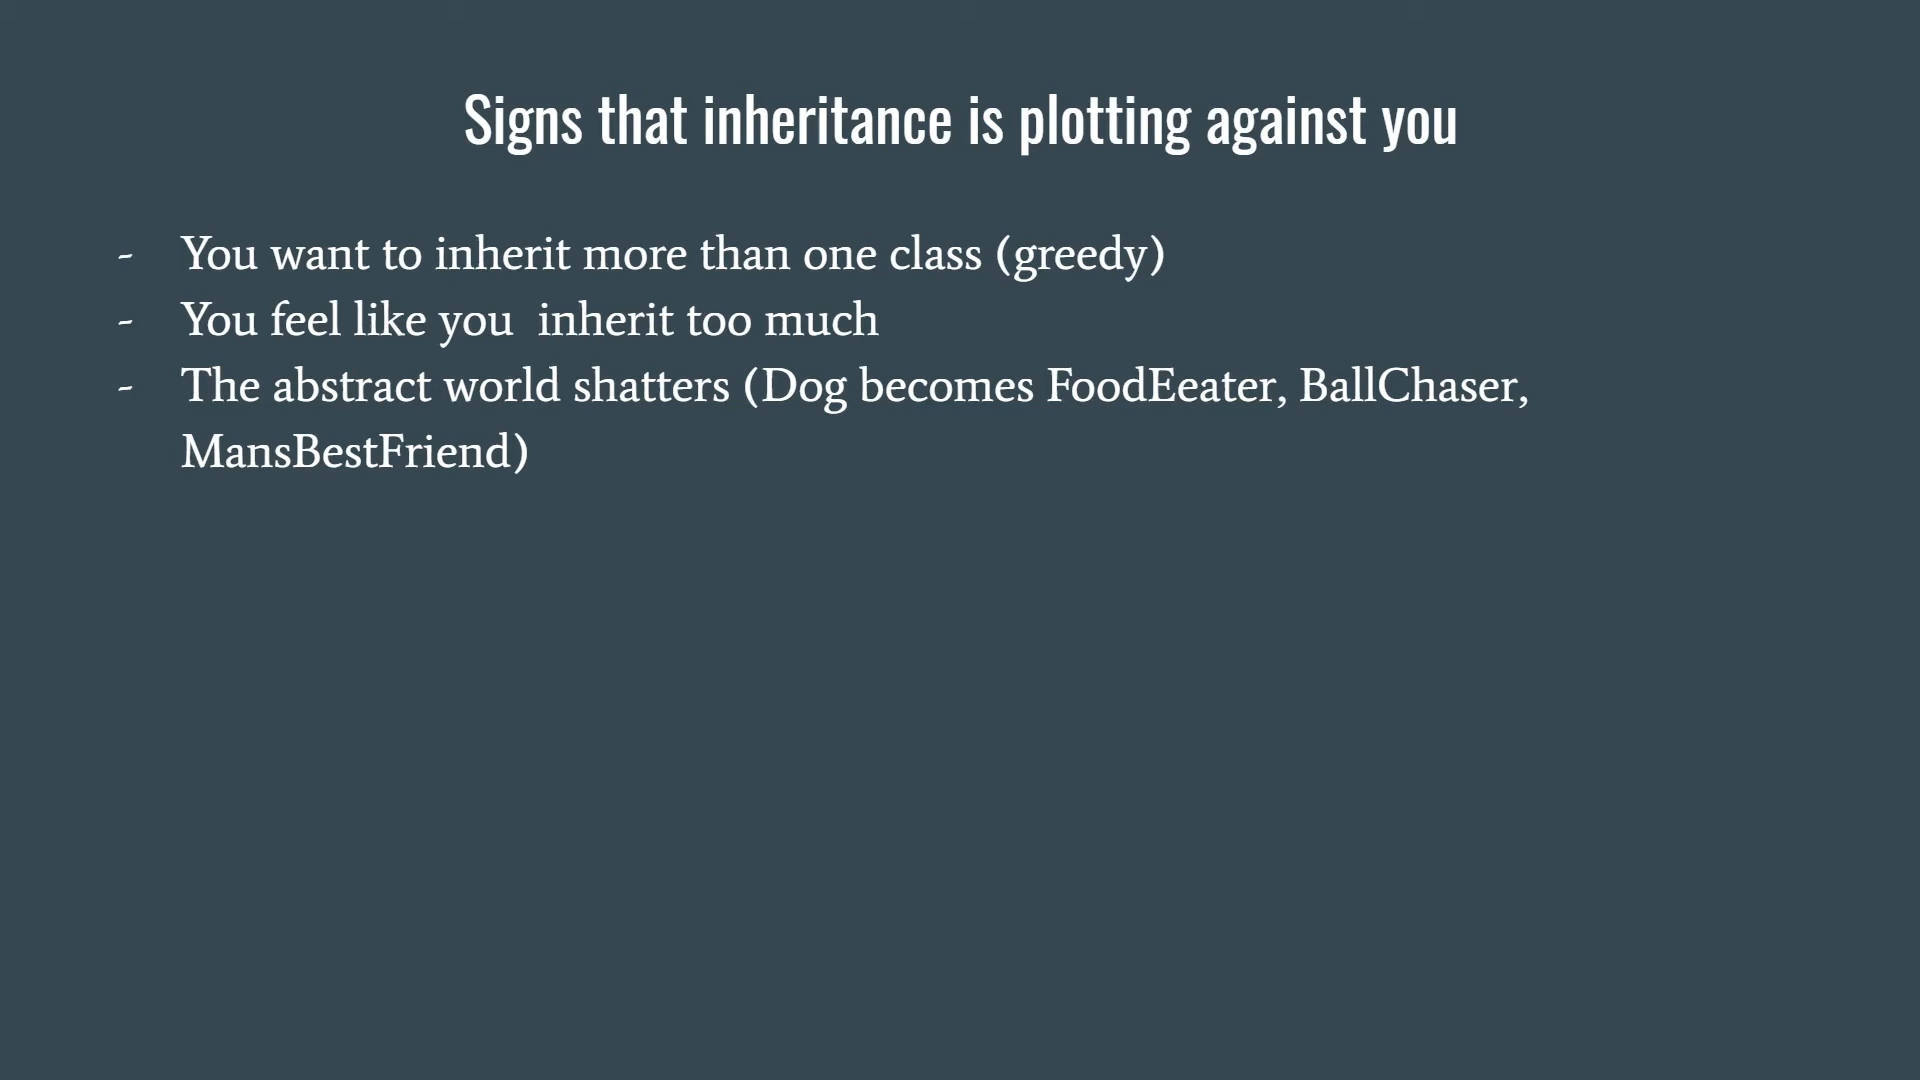 Signs that inheritance is plotting against you
- You want to inherit more than one class (greedy)
- You feel like you  inherit too much
- The abstract world shatters (Dog becomes FoodEeater, BallChaser,
MansBestFriend)